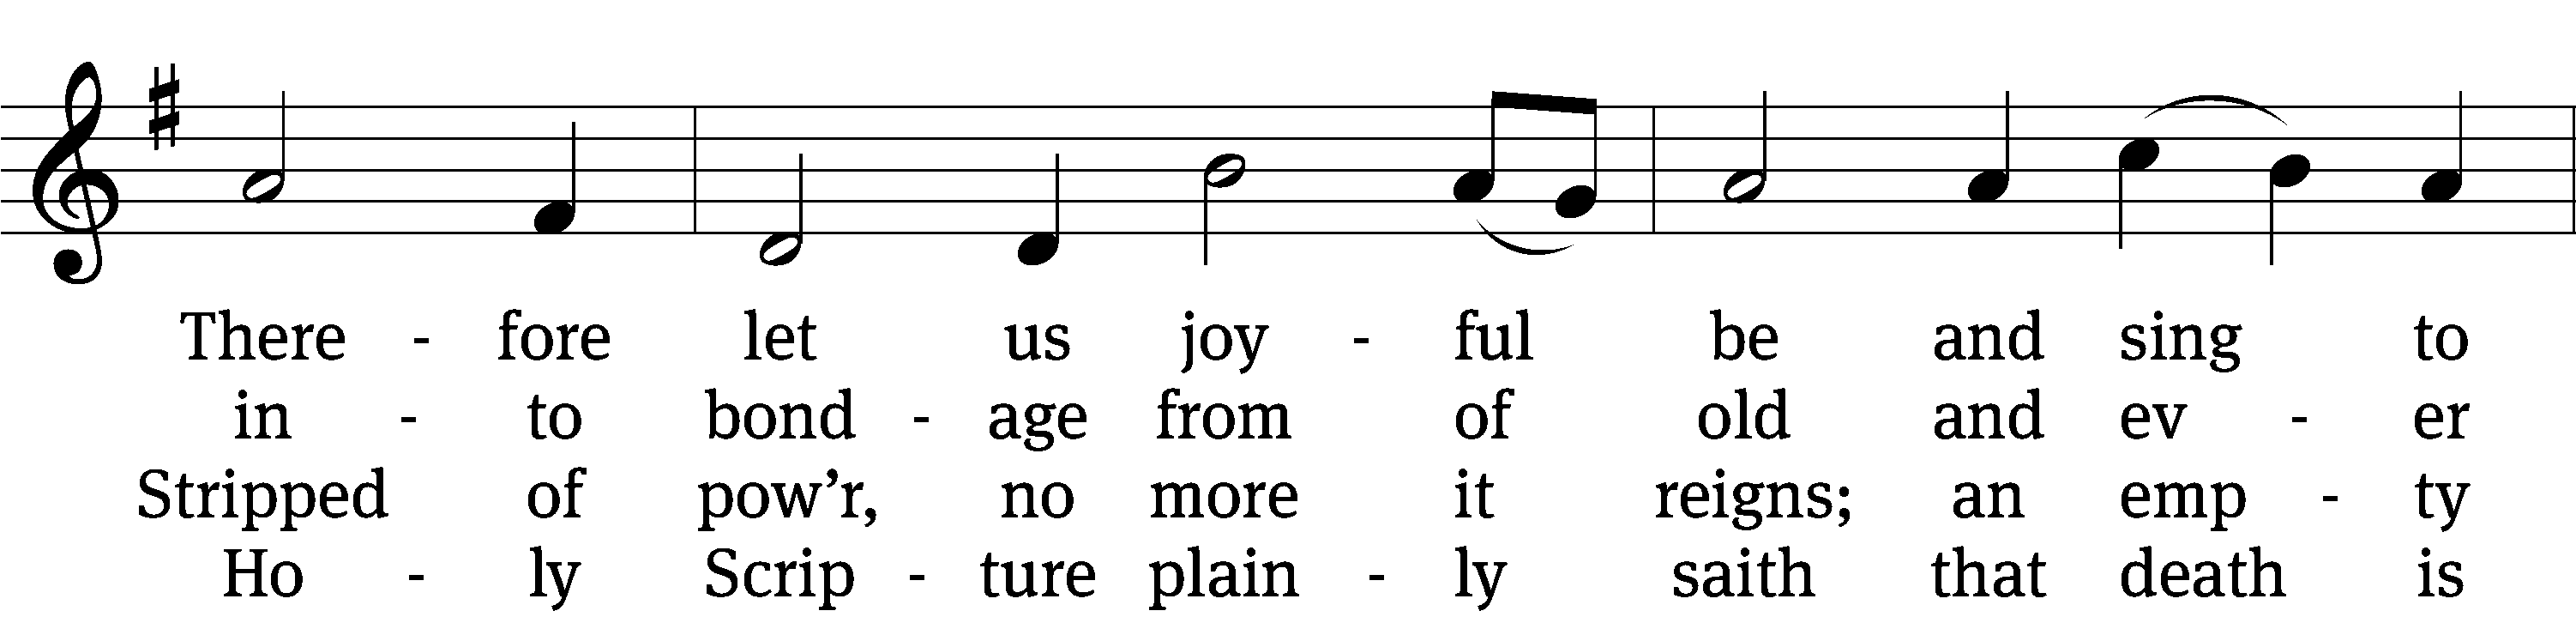 There - fore let us joy - ful be and sing to
in - to bond - age from of old and ev - er
Stripped of pow’r, no more it reigns; an emp - ty
Ho - ly Scrip - ture plain - ly saith that death is